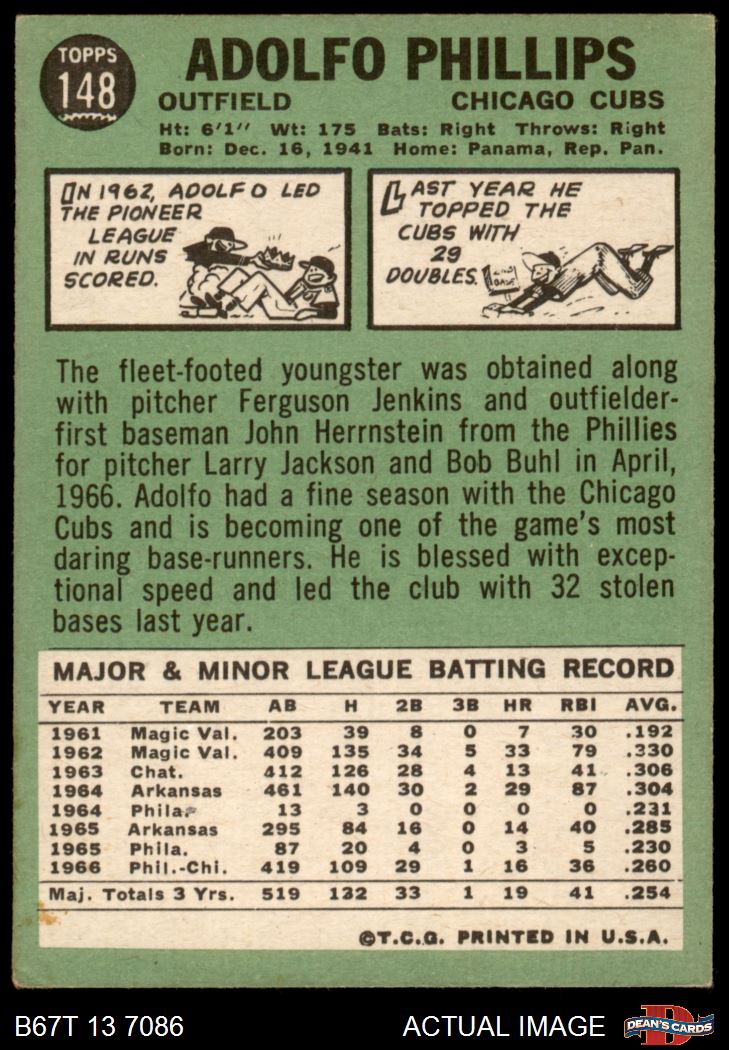 TOPPS
148
ADOLFO PHILLIPS
OUTFIELD CHICAGO CUBS
Ht: 6'1" Wt: 175 Bats: Right Throws: Right
Born: Dec. 16, 1941 Home: Panama, Rep. Pan.
IN 1962, ADOLFO LED
THE PIONEER
LEAGUE
IN RUNS
SCORED.
LAST YEAR HE
TOPPED THE
CUBS WITH
29
DOUBLES.
The fleet-footed youngster was obtained along
with pitcher Ferguson Jenkins and outfielder-
first baseman John Herrnstein from the Phillies
for pitcher Larry Jackson and Bob Buhl in April,
1966. Adolfo had a fine season with the Chicago
Cubs and is becoming one of the game's most
daring base-runners. He is blessed with excep-
tional speed and led the club with 32 stolen
bases last year.
MAJOR & MINOR LEAGUE BATTING RECORD
YEAR TEAM AB H 2B 3B HR RBI AVG.
1961 Magic Val. 203 39 8 0 7 30 .192
1962 Magic Val. 409 135 34 5 33 79 .330
1963 Chat. 412 126 28 4 13 41 .306
1964 Arkansas 461 140 30 2 29 87 .304
1964 Phila. 13 3 0 0 0 0 .231
1965 Arkansas 295 84 16 0 14 40 .285
1965 Phila. 87 20 4 0 3 5 .230
1966 Phil.-Chi. 419 109 29 1 16 36 .260
Maj. Totals 3 Yrs. 519 132 33 1 19 41 .254
©T.C.G. PRINTED IN U.S.A.
B67T 13 7086 ACTUAL IMAGE
DEAN'S CARDS